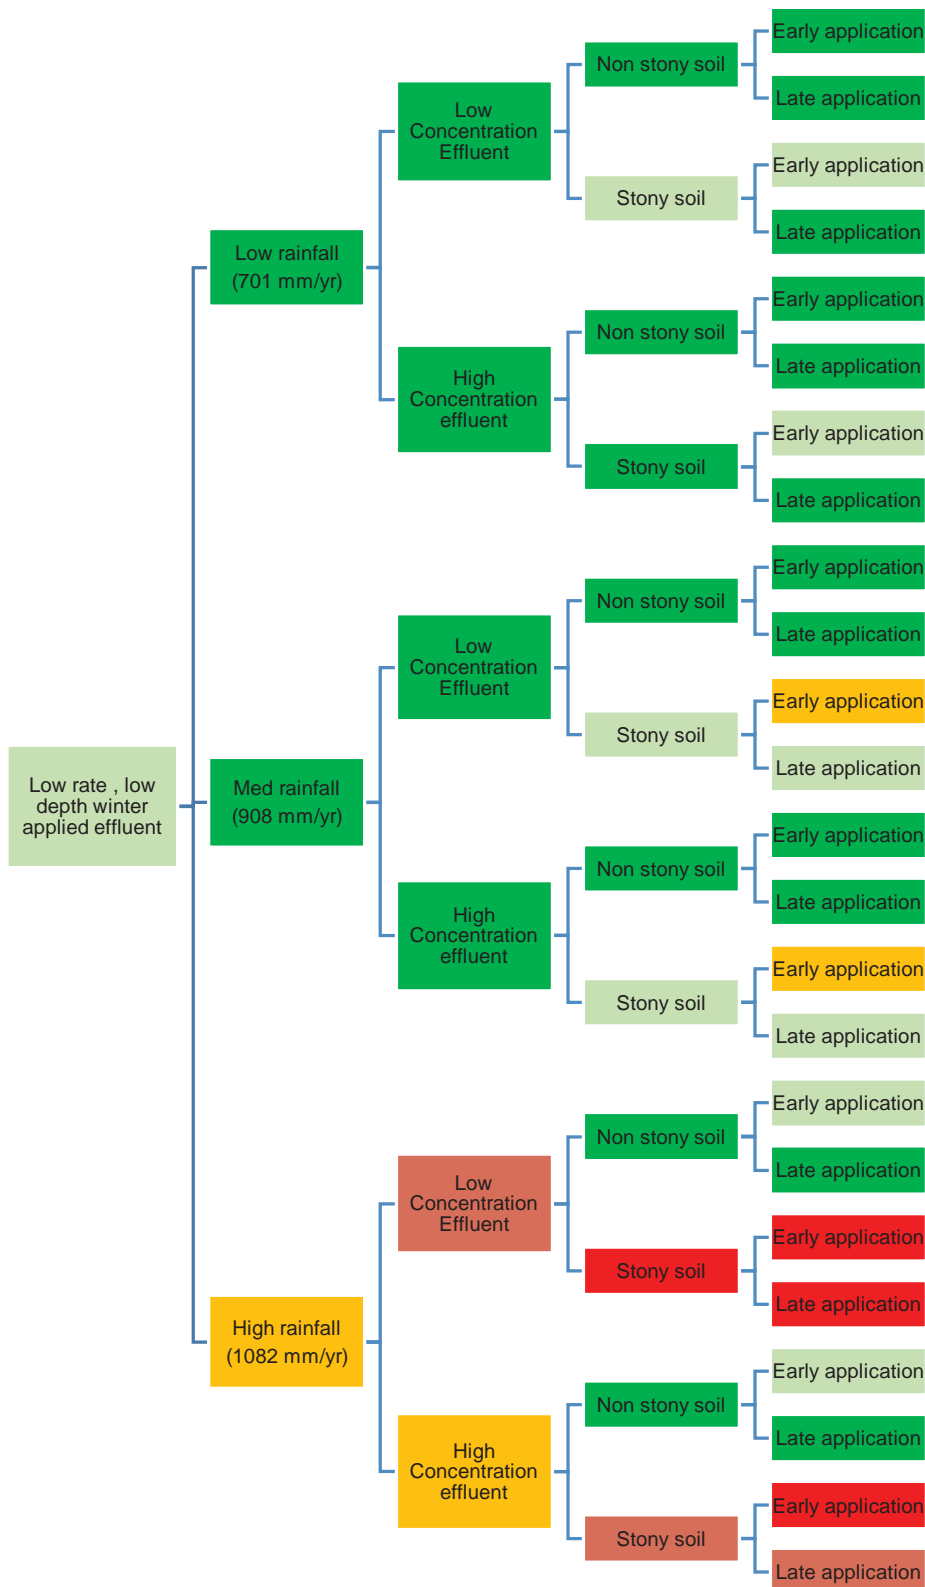 Low rate , low
depth winter
applied effluent
Low rainfall
(701 mm/yr)
Low
Concentration
Effluent
Non stony soil
Early application
Late application
Stony soil
Early application
Late application
High
Concentration
effluent
Non stony soil
Early application
Late application
Stony soil
Early application
Late application
Med rainfall
(908 mm/yr)
Low
Concentration
Effluent
Non stony soil
Early application
Late application
Stony soil
Early application
Late application
High
Concentration
effluent
Non stony soil
Early application
Late application
Stony soil
Early application
Late application
High rainfall
(1082 mm/yr)
Low
Concentration
Effluent
Non stony soil
Early application
Late application
Stony soil
Early application
Late application
High
Concentration
effluent
Non stony soil
Early application
Late application
Stony soil
Early application
Late application